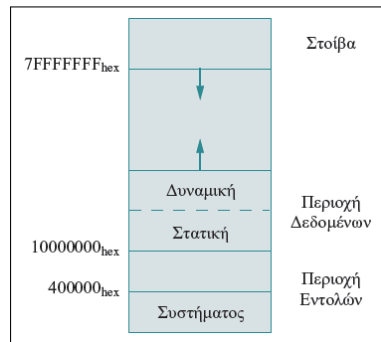 Στοίβα
7FFFFFFFhex
Δυναμική
Περιοχή
Δεδομένων
Στατική
10000000hex
Περιοχή
Εντολών
400000hex
Συστήματος